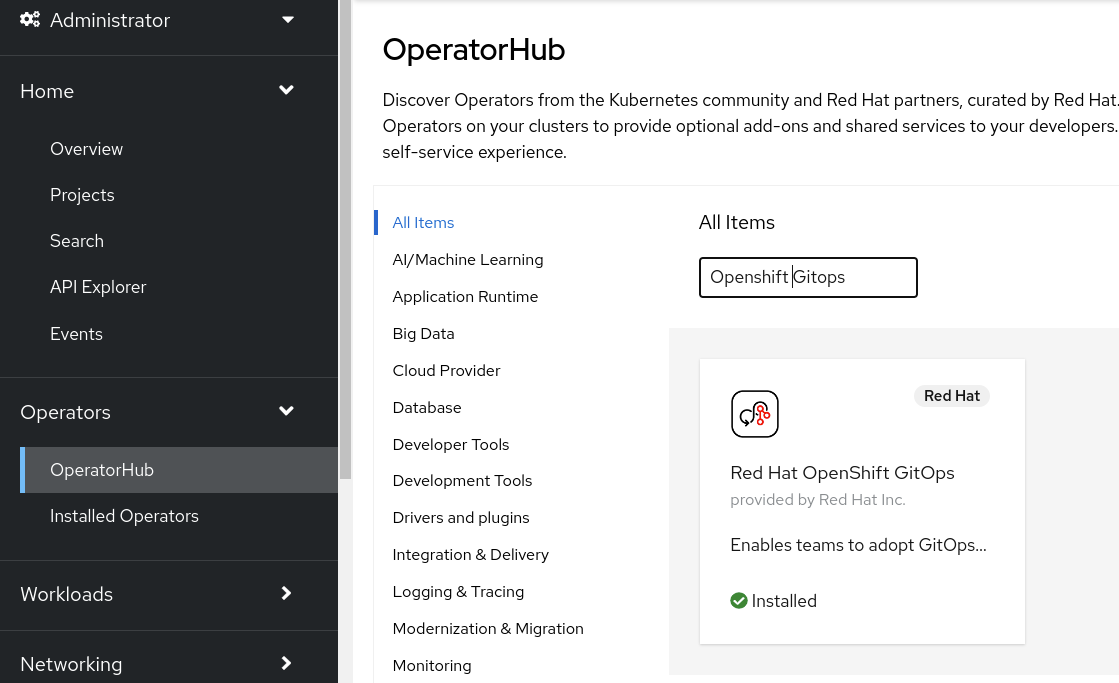 Administrator
Home
Overview
Projects
Search
API Explorer
Events
Operators
OperatorHub
Installed Operators
Workloads
Networking
OperatorHub
Discover Operators from the Kubernetes community and Red Hat partners, curated by Red Hat.
Operators on your clusters to provide optional add-ons and shared services to your developers.
self-service experience.
All Items
AI/Machine Learning
Application Runtime
Big Data
Cloud Provider
Database
Developer Tools
Development Tools
Drivers and plugins
Integration & Delivery
Logging & Tracing
Modernization & Migration
Monitoring
All Items
Openshift Gitops
Red Hat
Red Hat OpenShift GitOps
provided by Red Hat Inc.
Enables teams to adopt GitOps...
Installed